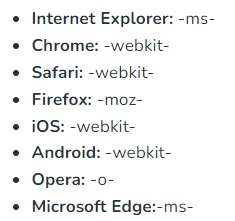 • Internet Explorer: -ms-
• Chrome: -webkit-
• Safari: -webkit-
• Firefox: -moz-
• iOS: -webkit-
• Android: -webkit-
• Opera: -o-
• Microsoft Edge:-ms-